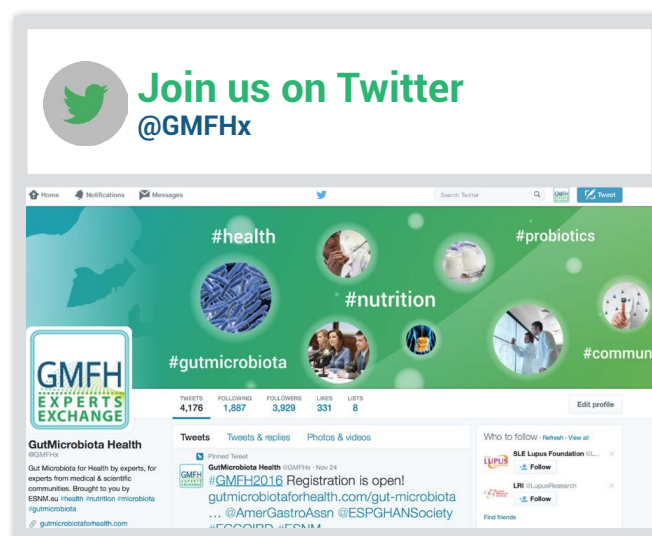 Join us on Twitter
@GMFHx
Home Notifications Messages Search Twitter GMFH Tweet
#health
#probiotics
#nutrition
#gutmicrobiota
#commun
GMFH
EXPERTS
EXCHANGE
TWEETS FOLLOWING FOLLOWERS LIKES LISTS
4,176 1,887 3,929 331 8
Edit profile
GutMicrobiota Health
@GMFHx
Gut Microbiota for Health by experts, for
experts from medical & scientific
communities. Brought to you by
ESNM.eu #health #nutrition #microbiota
#gutmicrobiota
gutmicrobiotaforhealth.com
Tweets Tweets & replies Photos & videos
Pinned Tweet
GutMicrobiota Health @GMFHx · Nov 24
#GMFH2016 Registration is open!
gutmicrobiotaforhealth.com/gut-microbiota
… @AmerGastroAssn @ESPGHANSociety
Who to follow · Refresh · View all
LUPUS
SLE Lupus Foundation @L...
Follow
LRI @LupusResearch
Follow
Find friends